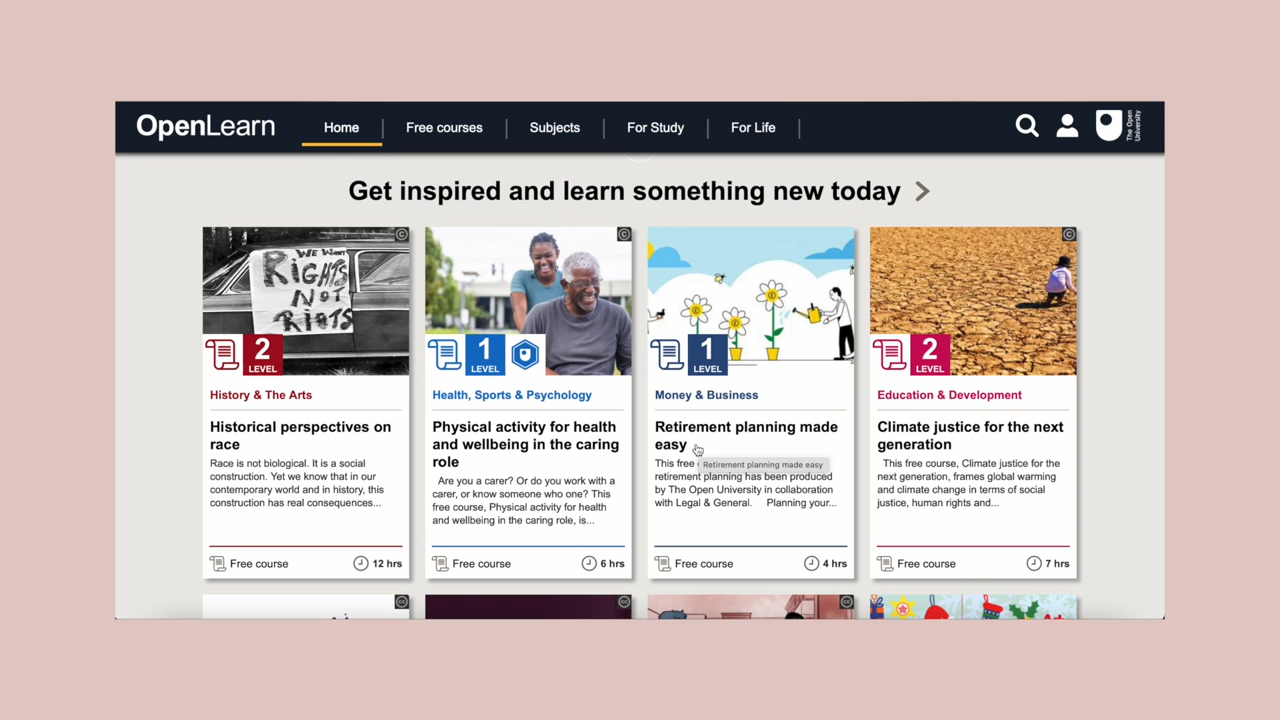 OpenLearn
Home
Free courses
Subjects
For Study
For Life
The Open
University
Get inspired and learn something new today
WE WANT
RIGHTS
NOT
RIOTS
2
LEVEL
History & The Arts
Historical perspectives on
race
Race is not biological. It is a social
construction. Yet we know that in our
contemporary world and in history, this
construction has real consequences...
Free course
12 hrs
1
LEVEL
Health, Sports & Psychology
Physical activity for health
and wellbeing in the caring
role
Are you a carer? Or do you work with a
carer, or know someone who one? This
free course, Physical activity for health
and wellbeing in the caring role, is...
Free course
6 hrs
1
LEVEL
Money & Business
Retirement planning made
easy
This free
Retirement planning made easy
retirement planning has been produced
by The Open University in collaboration
with Legal & General. Planning your...
Free course
4 hrs
2
LEVEL
Education & Development
Climate justice for the next
generation
This free course, Climate justice for the
next generation, frames global warming
and climate change in terms of social
justice, human rights and...
Free course
7 hrs